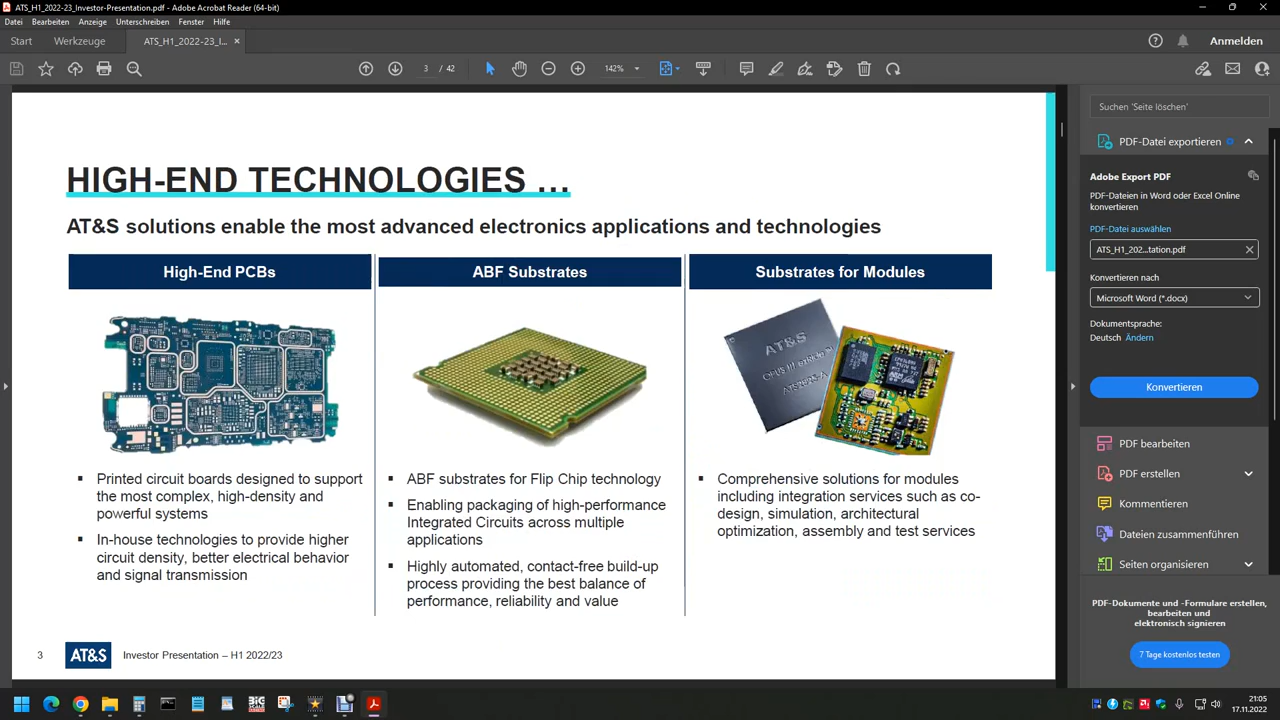 ATS_H1_2022-23_Investor-Presentation.pdf - Adobe Acrobat Reader (64-bit)
Datei Bearbeiten Anzeige Unterschreiben Fenster Hilfe
Start Werkzeuge ATS_H1_2022-23_I... ×
Anmelden
3 / 42 142%
HIGH-END TECHNOLOGIES ...
AT&S solutions enable the most advanced electronics applications and technologies
High-End PCBs
ABF Substrates
Substrates for Modules
AT&S
▪ Printed circuit boards designed to support
the most complex, high-density and
powerful systems
▪ In-house technologies to provide higher
circuit density, better electrical behavior
and signal transmission
▪ ABF substrates for Flip Chip technology
▪ Enabling packaging of high-performance
Integrated Circuits across multiple
applications
▪ Highly automated, contact-free build-up
process providing the best balance of
performance, reliability and value
▪ Comprehensive solutions for modules
including integration services such as co-
design, simulation, architectural
optimization, assembly and test services
3 AT&S Investor Presentation – H1 2022/23
Suchen 'Seite löschen'
PDF-Datei exportieren
Adobe Export PDF
PDF-Dateien in Word oder Excel Online
konvertieren
PDF-Datei auswählen
ATS_H1_202...tation.pdf
Konvertieren nach
Microsoft Word (*.docx)
Dokumentsprache:
Deutsch Ändern
Konvertieren
PDF bearbeiten
PDF erstellen
Kommentieren
Dateien zusammenführen
Seiten organisieren
PDF-Dokumente und -Formulare erstellen,
bearbeiten und
elektronisch signieren
7 Tage kostenlos testen
21:05
17.11.2022